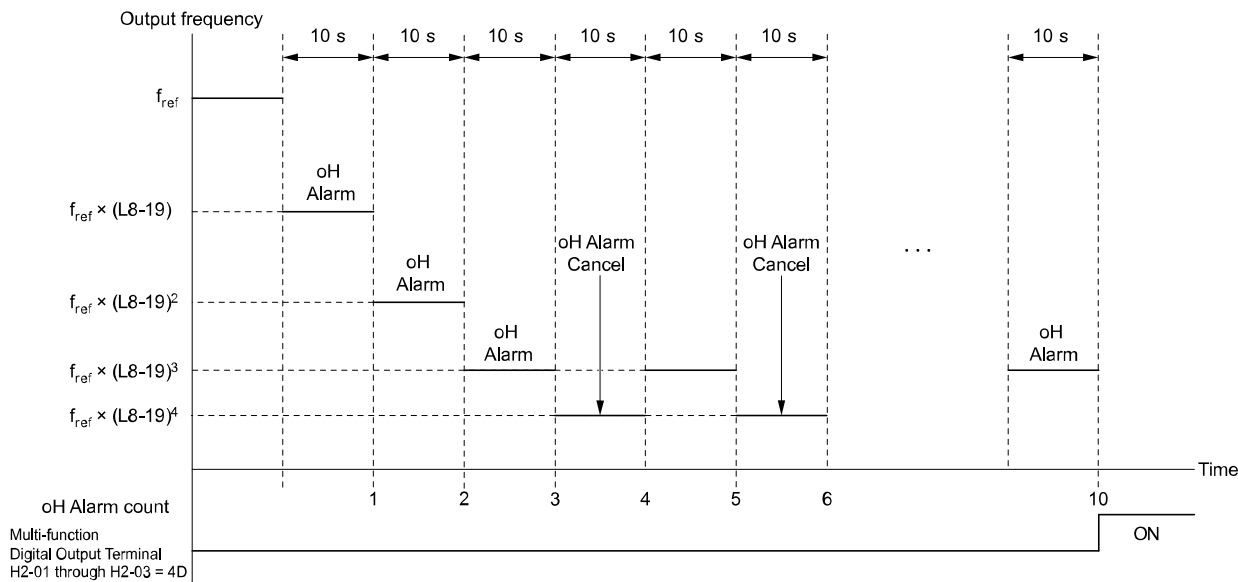 Output frequency
10 s 10 s 10 s 10 s 10 s 10 s 10 s
fref
oH
Alarm
fref × (L8-19)
oH Alarm
Cancel
oH Alarm
Cancel
. . .
oH
Alarm
fref × (L8-19)2
oH
Alarm
oH
Alarm
fref × (L8-19)3
fref × (L8-19)4
Time
oH Alarm count
1 2 3 4 5 6 10
Multi-function
Digital Output Terminal
H2-01 through H2-03 = 4D
ON